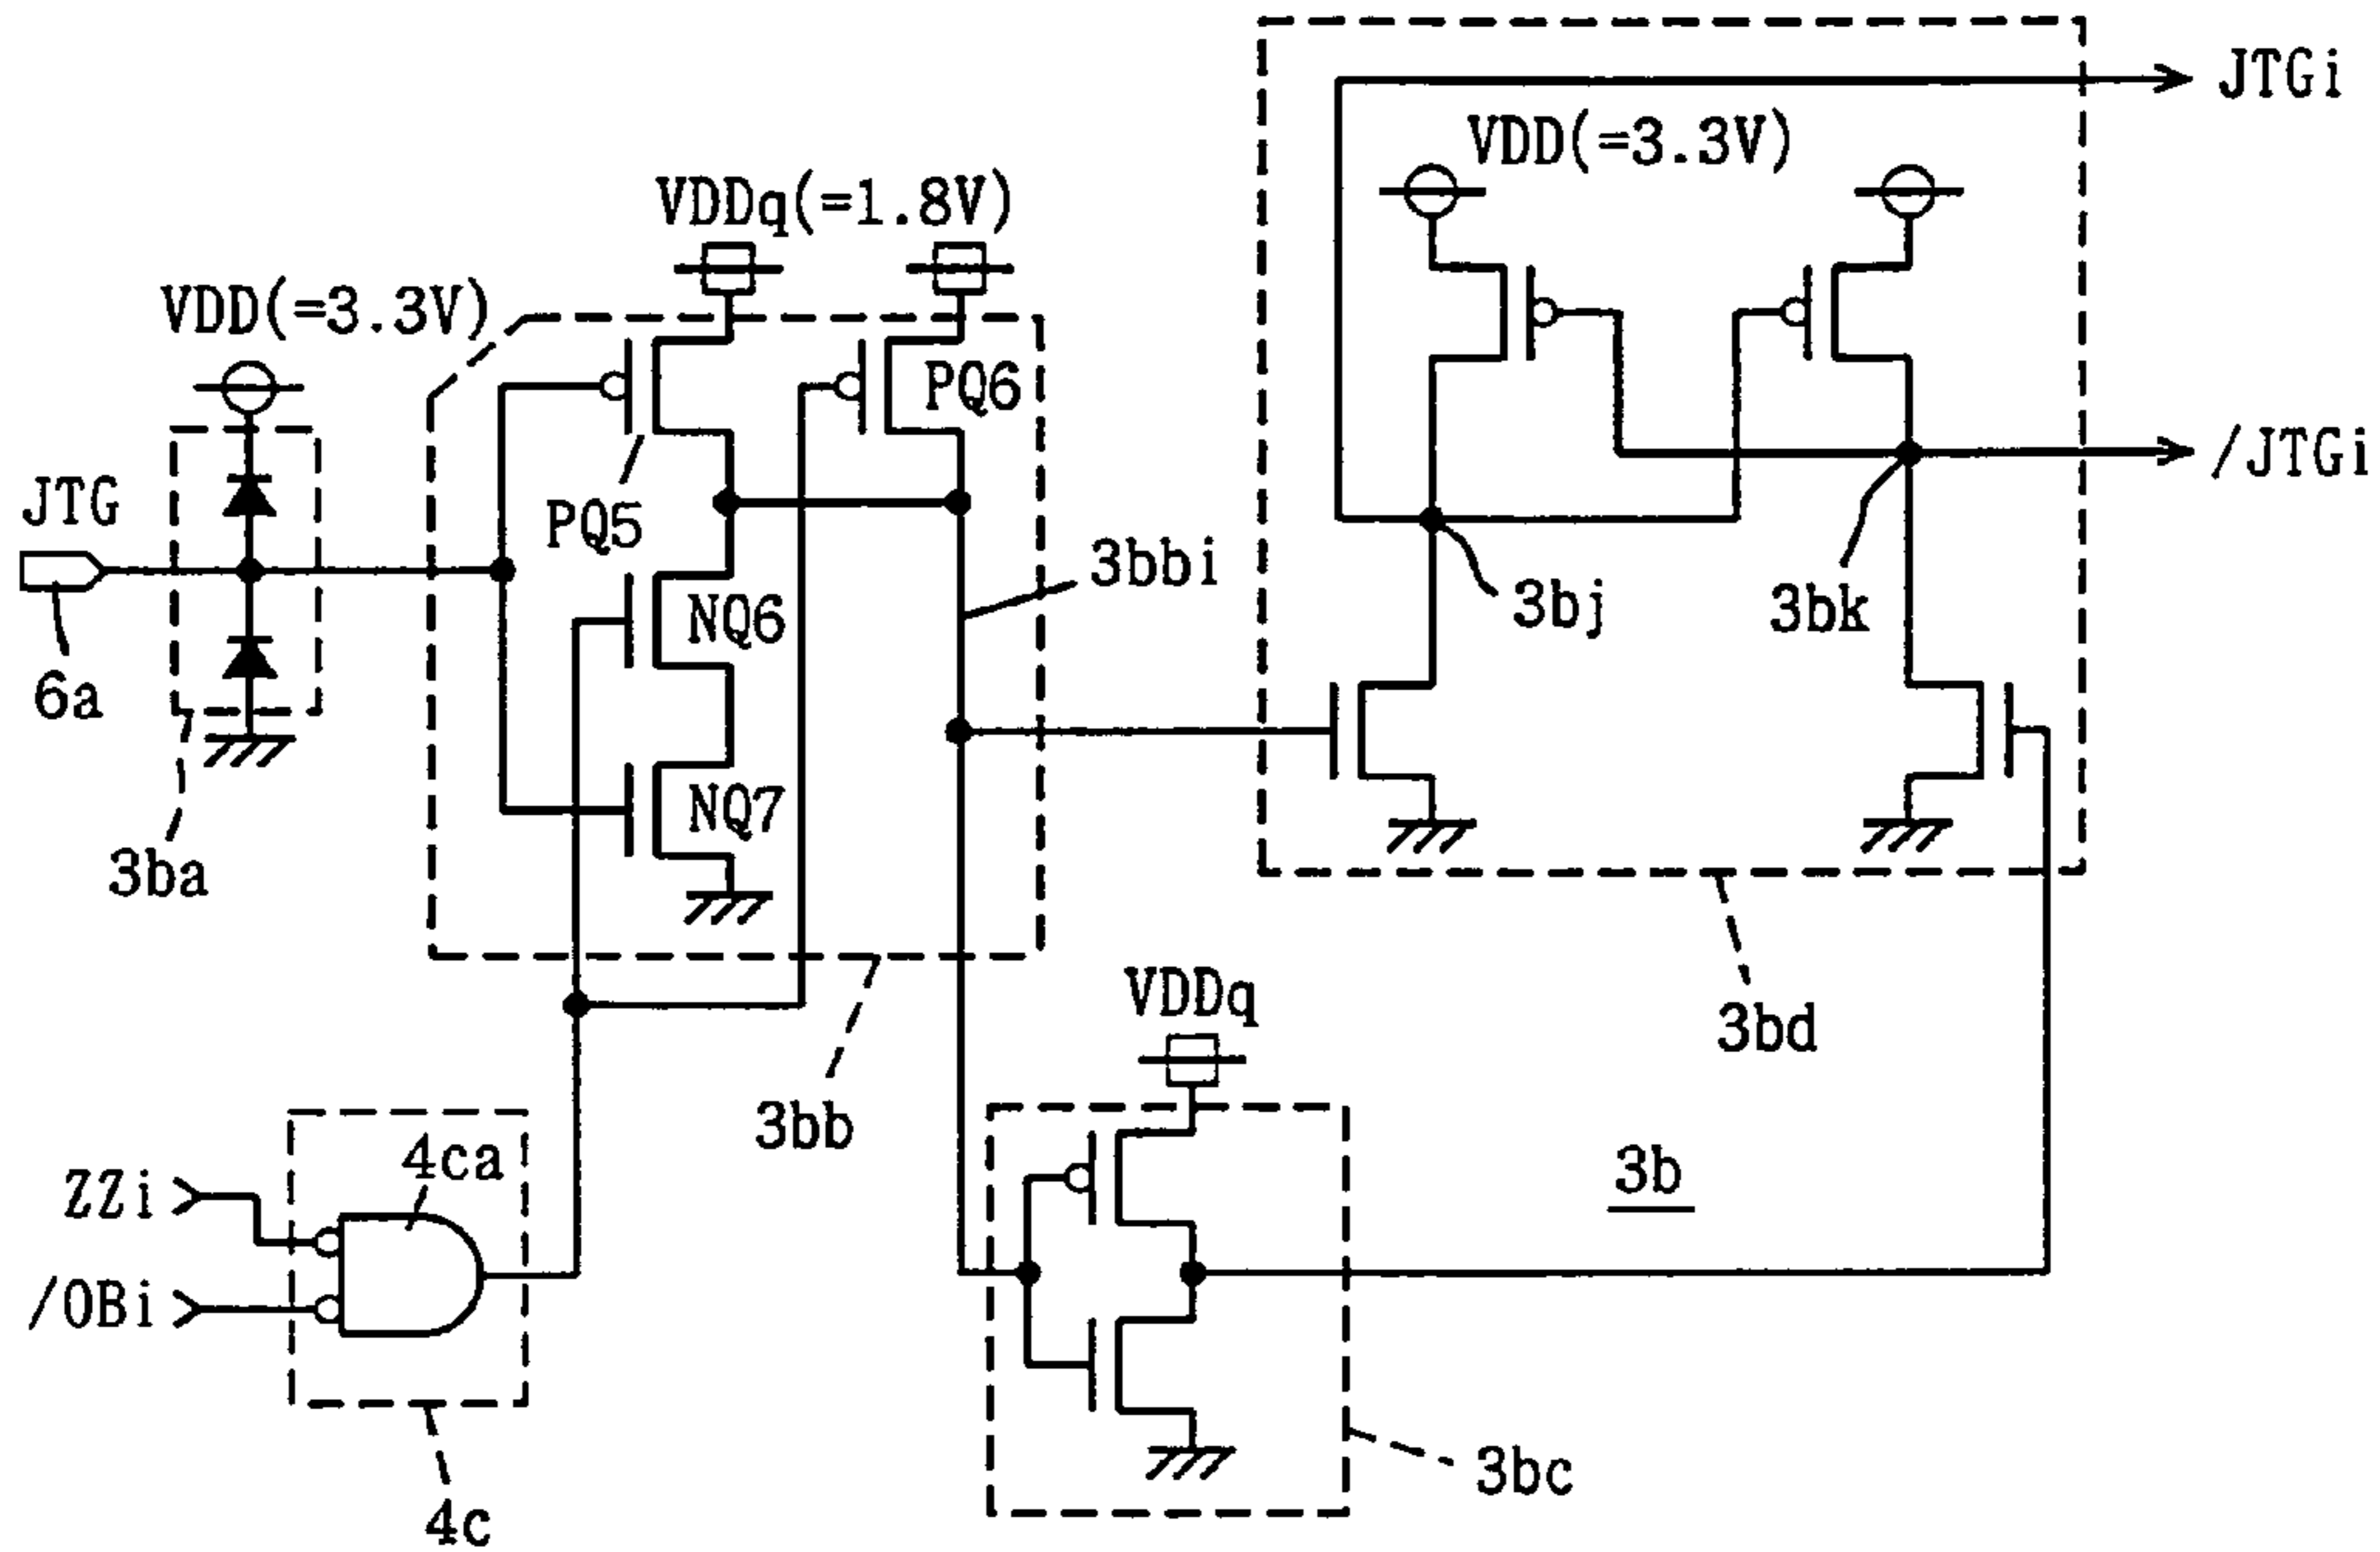 JTGi
VDD(=3.3V)
VDDq(=1.8V)
VDD(=3.3V)
PQ6
/JTGi
JTG
PQ5
3bbi
3bj
3bk
NQ6
6a
NQ7
3ba
VDDq
3bd
3bb
4ca
ZZi
3b
/OBi
3bc
4c